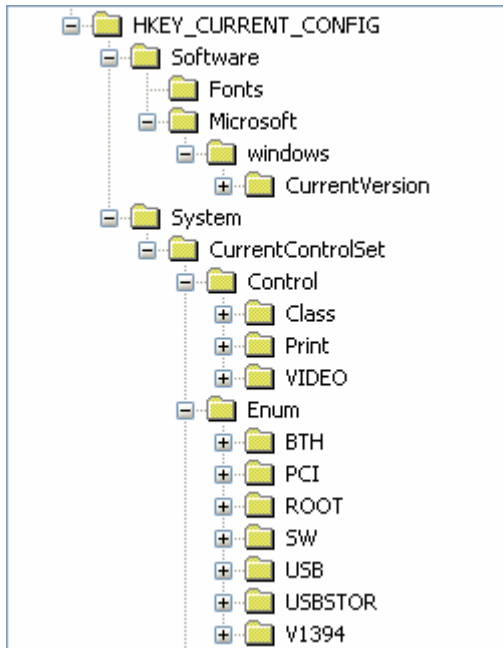 HKEY_CURRENT_CONFIG
Software
Fonts
Microsoft
windows
CurrentVersion
System
CurrentControlSet
Control
Class
Print
VIDEO
Enum
BTH
PCI
ROOT
SW
USB
USBSTOR
V1394